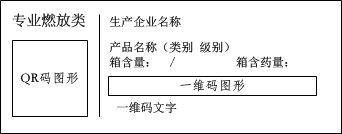 专业燃放类
QR码图形
生产企业名称
产品名称（类别 级别）
箱含量： / 箱含药量：
一维码图形
一维码文字